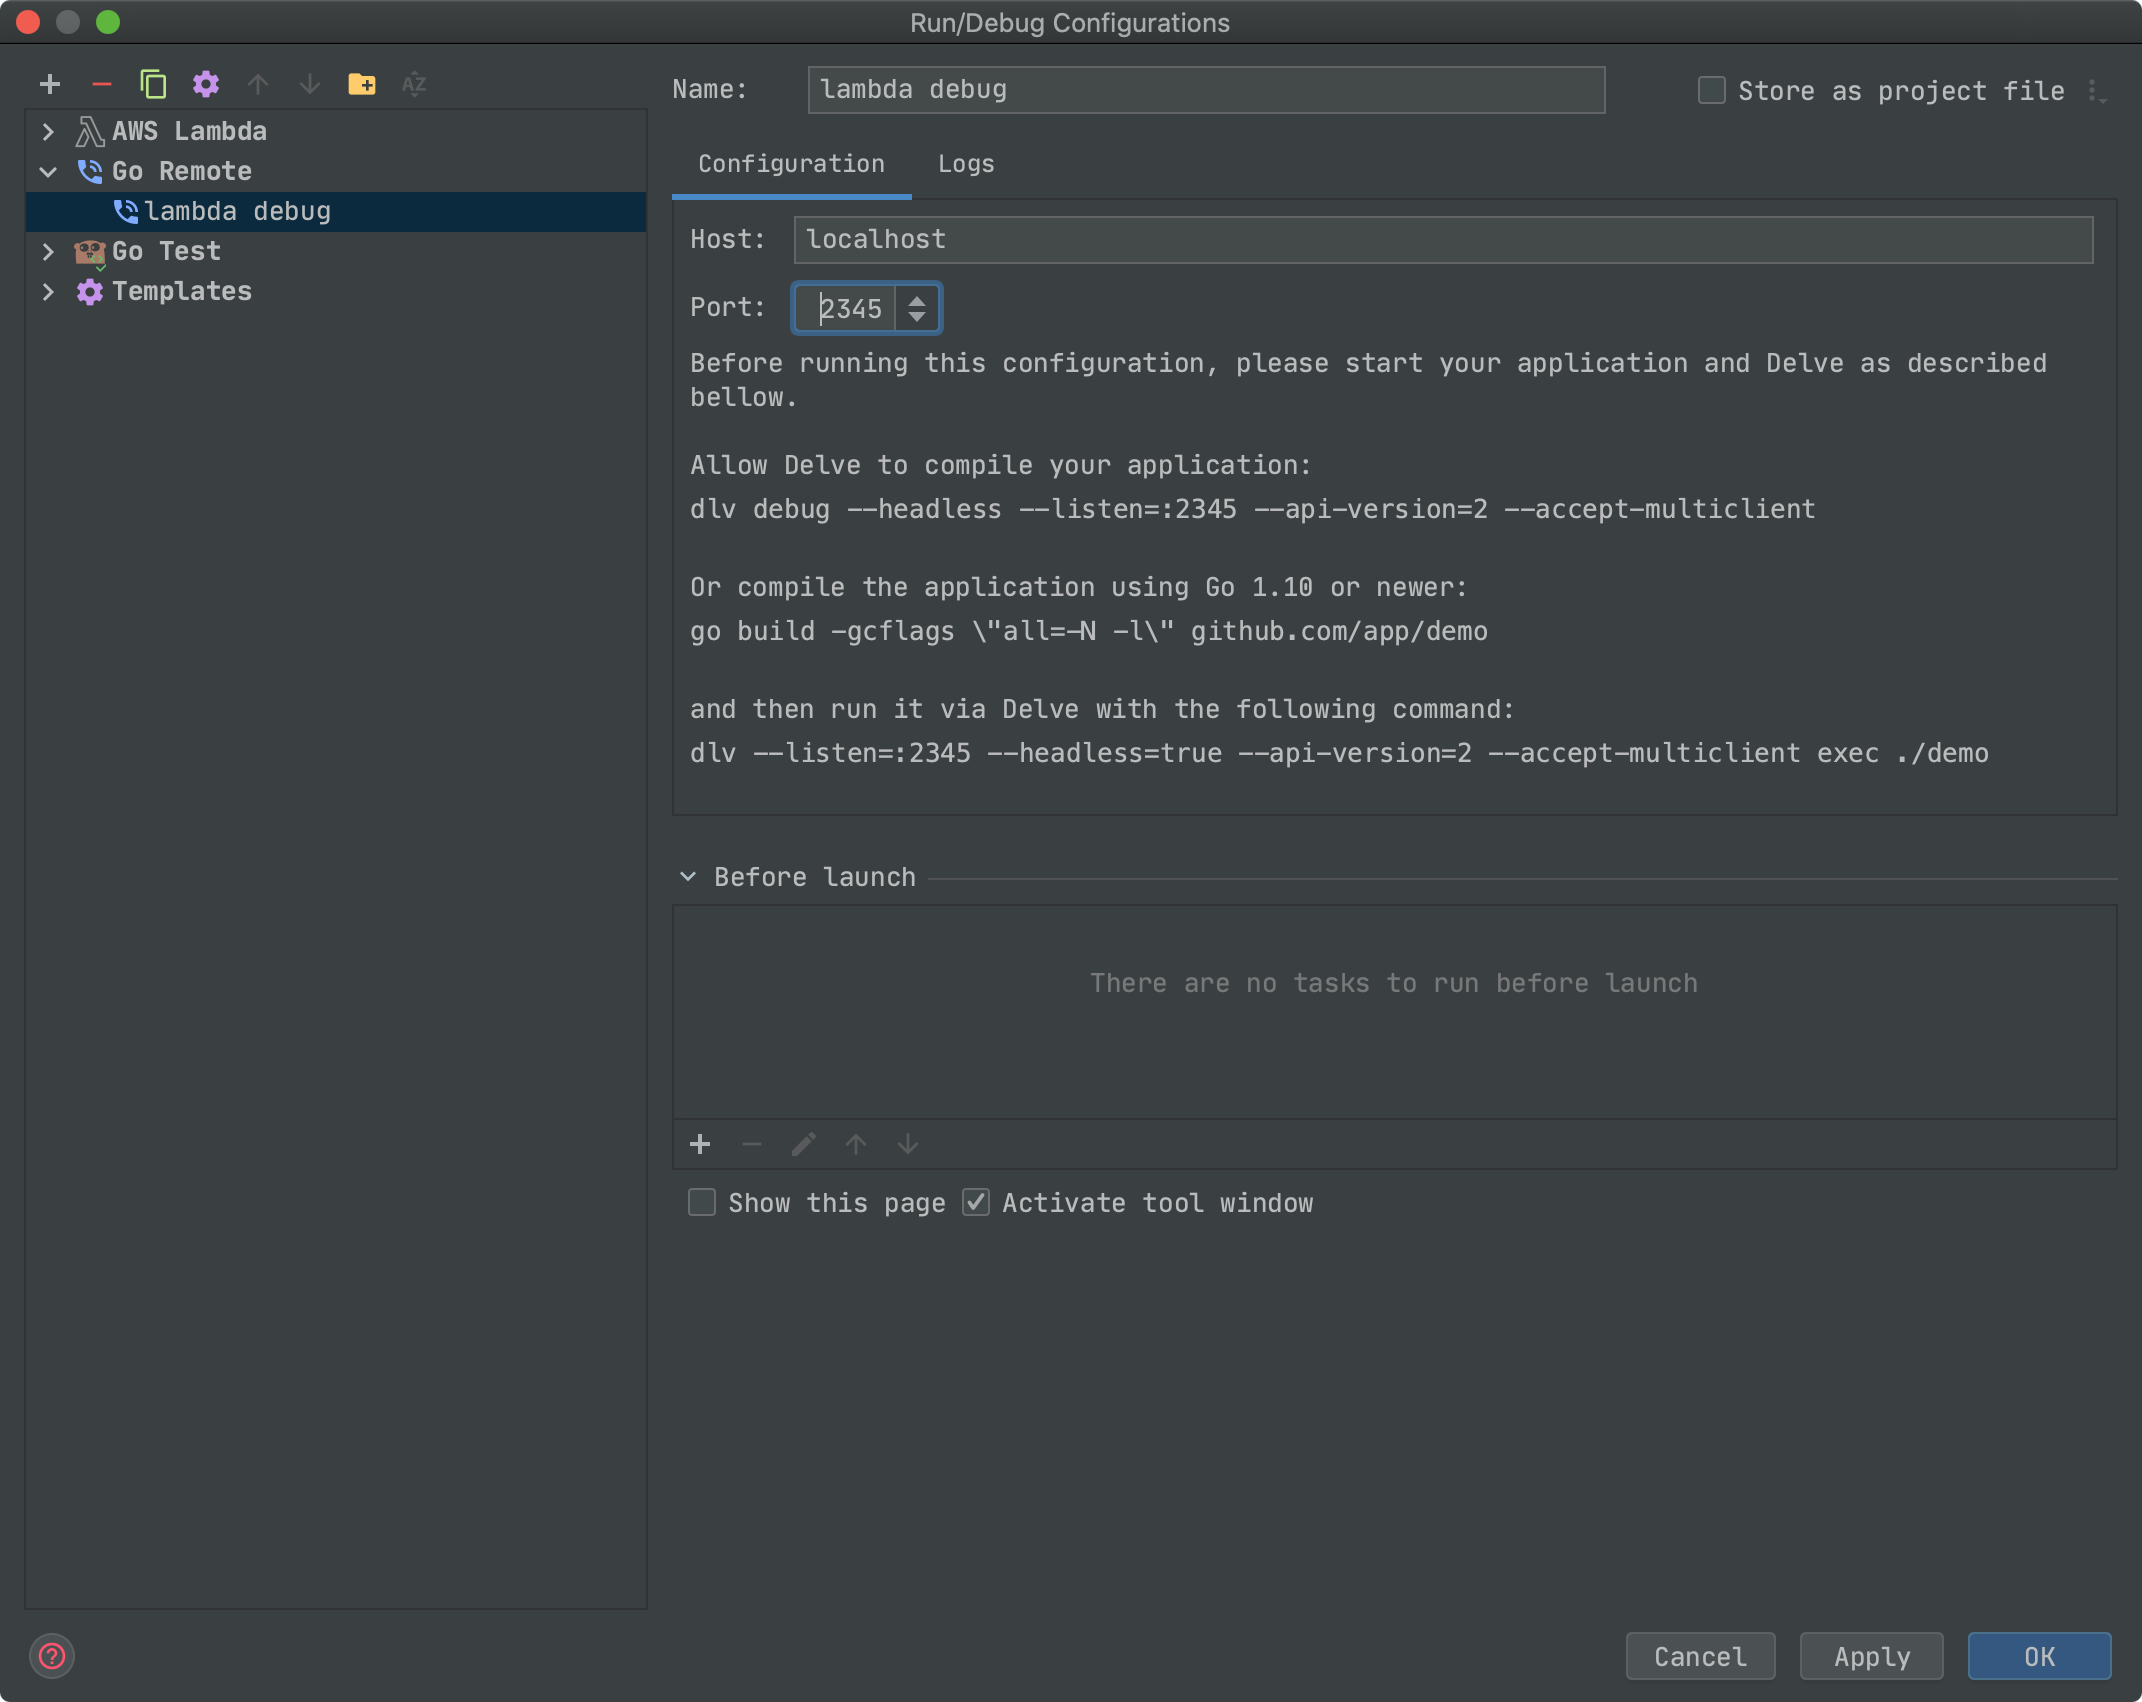 Run/Debug Configurations
AWS Lambda
Go Remote
lambda debug
Go Test
Templates
Name: lambda debug
Store as project file
Configuration Logs
Host: localhost
Port: 2345
Before running this configuration, please start your application and Delve as described
bellow.
Allow Delve to compile your application:
dlv debug --headless --listen=:2345 --api-version=2 --accept-multiclient
Or compile the application using Go 1.10 or newer:
go build -gcflags \"all=-N -l\" github.com/app/demo
and then run it via Delve with the following command:
dlv --listen=:2345 --headless=true --api-version=2 --accept-multiclient exec ./demo
Before launch
There are no tasks to run before launch
Show this page Activate tool window
Cancel Apply OK